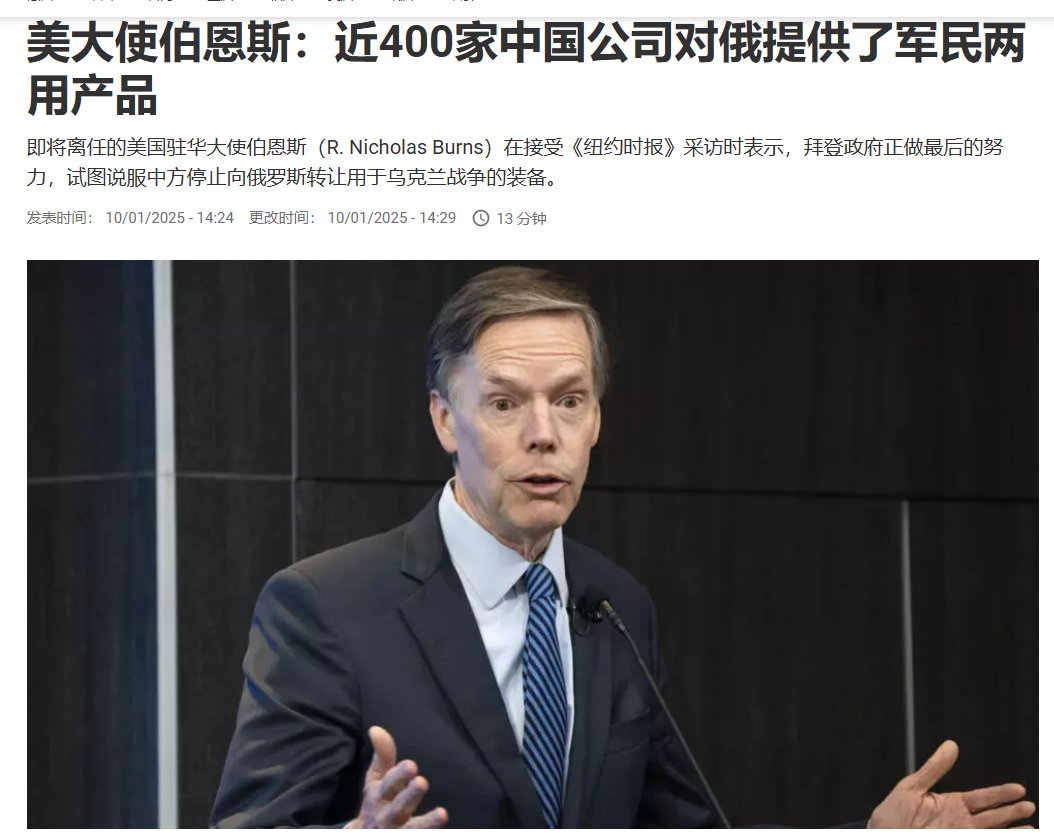 美大使伯恩斯：近400家中国公司对俄提供了军民两
用产品
即将离任的美国驻华大使伯恩斯（R. Nicholas Burns）在接受《纽约时报》采访时表示，拜登政府正做最后的努
力，试图说服中方停止向俄罗斯转让用于乌克兰战争的装备。
发表时间： 10/01/2025 - 14:24 更改时间： 10/01/2025 - 14:29 13 分钟